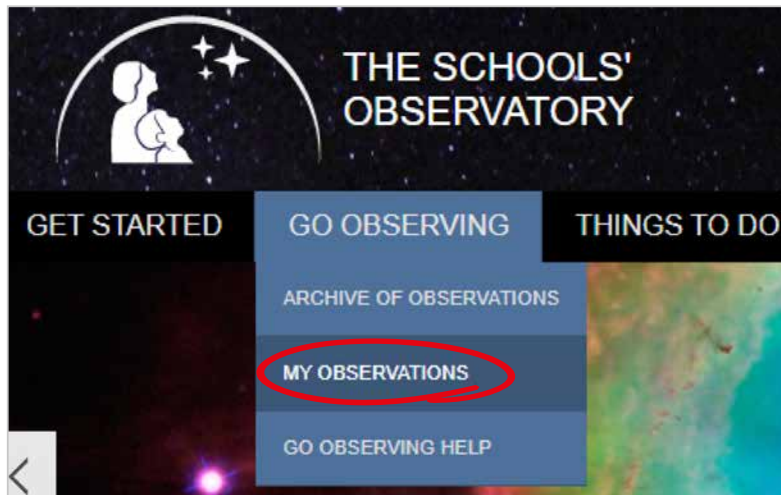 THE SCHOOLS'
OBSERVATORY
GET STARTED
GO OBSERVING
THINGS TO DO
ARCHIVE OF OBSERVATIONS
MY OBSERVATIONS
GO OBSERVING HELP